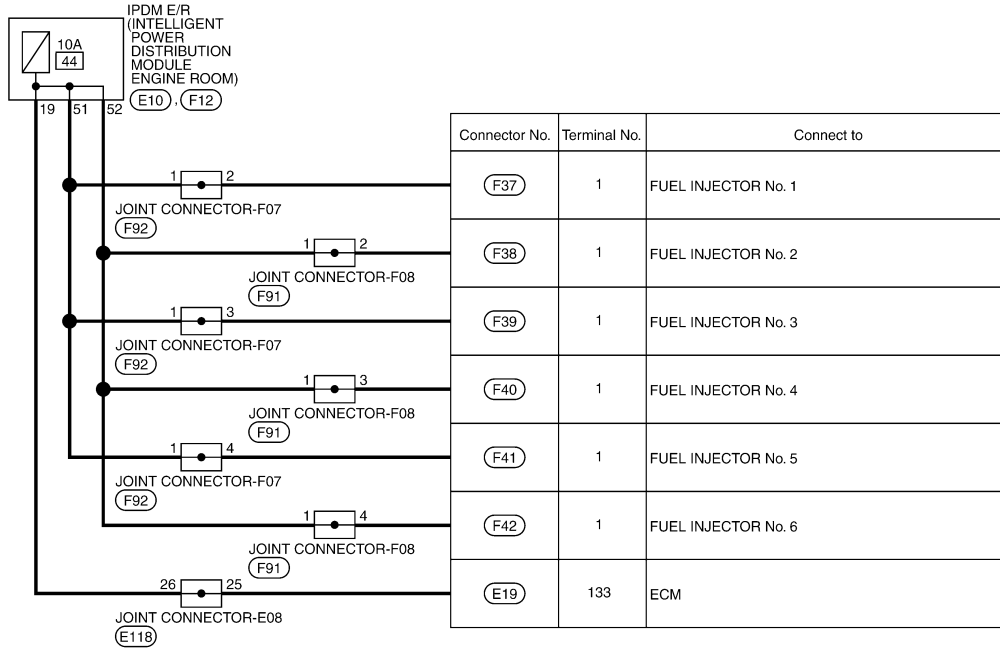 IPDM E/R
(INTELLIGENT
POWER
DISTRIBUTION
MODULE
ENGINE ROOM)
E10 , F12
10A
44
19 51 52
Connector No. Terminal No. Connect to
1 2
JOINT CONNECTOR-F07
F92
F37 1 FUEL INJECTOR No. 1
1 2
JOINT CONNECTOR-F08
F91
F38 1 FUEL INJECTOR No. 2
1 3
JOINT CONNECTOR-F07
F92
F39 1 FUEL INJECTOR No. 3
1 3
JOINT CONNECTOR-F08
F91
F40 1 FUEL INJECTOR No. 4
1 4
JOINT CONNECTOR-F07
F92
F41 1 FUEL INJECTOR No. 5
1 4
JOINT CONNECTOR-F08
F91
F42 1 FUEL INJECTOR No. 6
26 25
JOINT CONNECTOR-E08
E118
E19 133 ECM